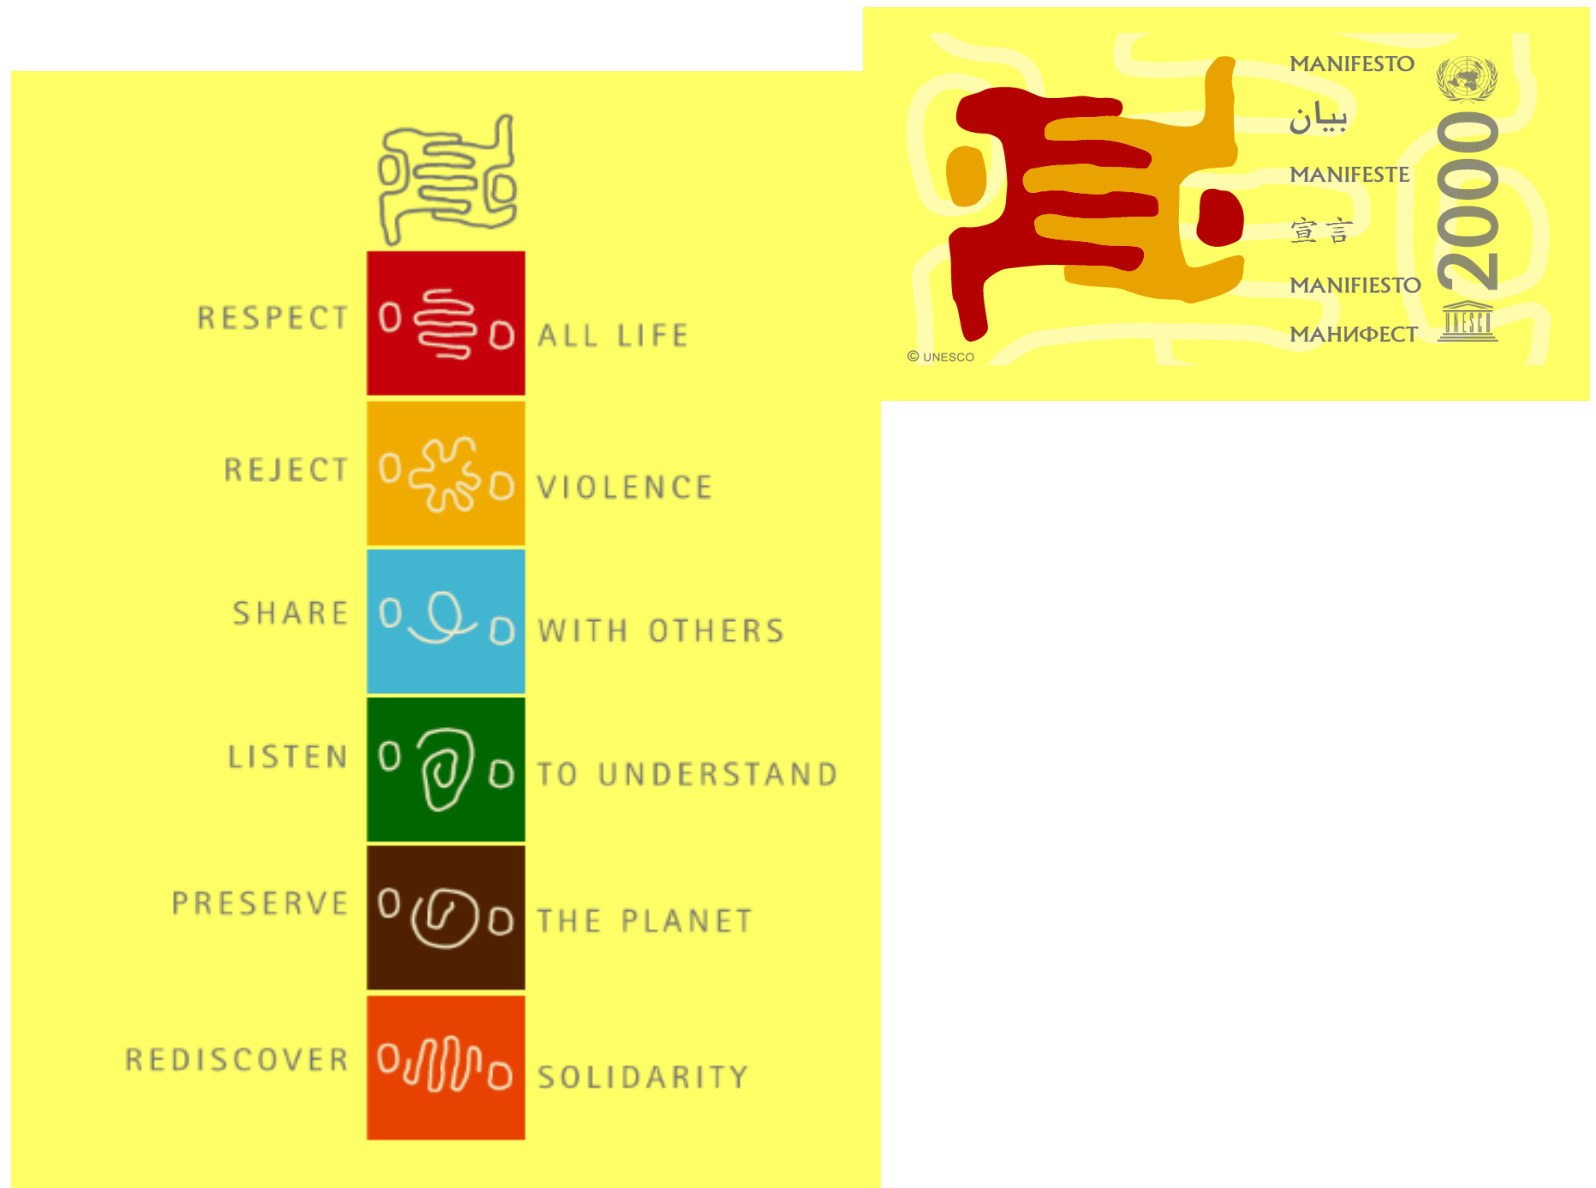 RESPECT ALL LIFE
REJECT VIOLENCE
SHARE WITH OTHERS
LISTEN TO UNDERSTAND
PRESERVE THE PLANET
REDISCOVER SOLIDARITY
MANIFESTO
بيان
MANIFESTE
宣言
MANIFIESTO
МАНИФЕСТ
2000
UNESCO
© UNESCO